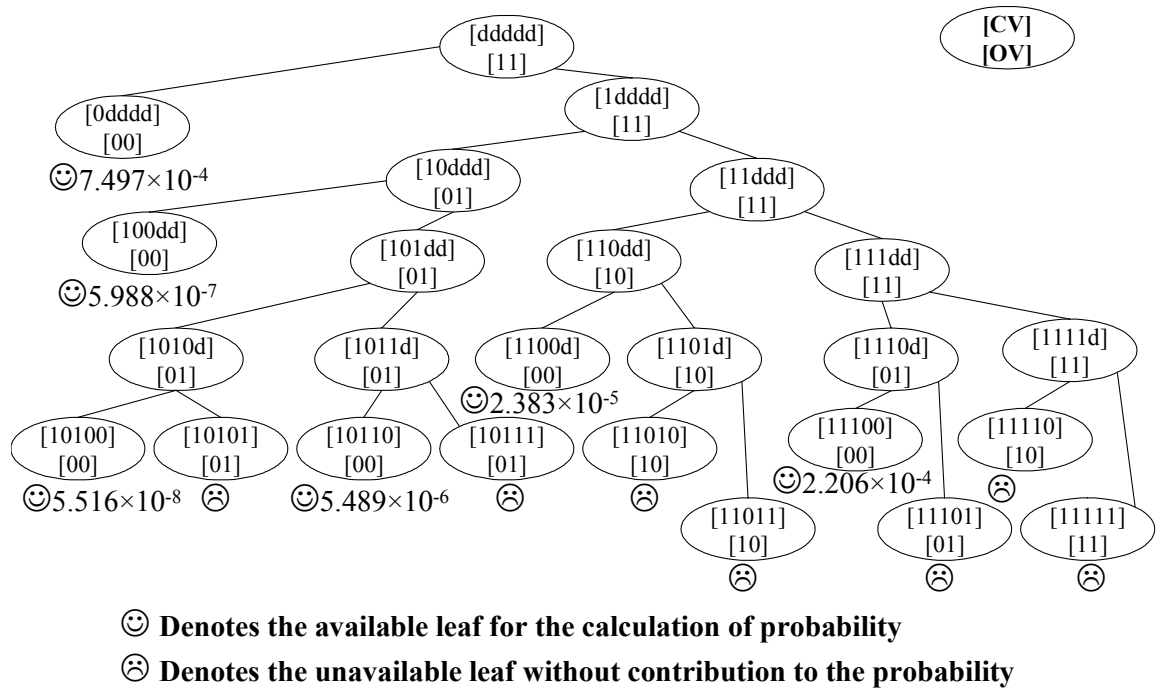 [ddddd]
[11]
[CV]
[OV]
[0dddd]
[00]
☺7.497×10-4
[1dddd]
[11]
[10ddd]
[01]
[11ddd]
[11]
[100dd]
[00]
☺5.988×10-7
[101dd]
[01]
[110dd]
[10]
[111dd]
[11]
[1010d]
[01]
[1011d]
[01]
[1100d]
[00]
☺2.383×10-5
[1101d]
[10]
[1110d]
[01]
[1111d]
[11]
[10100]
[00]
☺5.516×10-8
[10101]
[01]
☹
[10110]
[00]
☺5.489×10-6
[10111]
[01]
☹
[11010]
[10]
☹
[11100]
[00]
☺2.206×10-4
[11110]
[10]
☹
[11011]
[10]
☹
[11101]
[01]
☹
[11111]
[11]
☹
☺ Denotes the available leaf for the calculation of probability
☹ Denotes the unavailable leaf without contribution to the probability